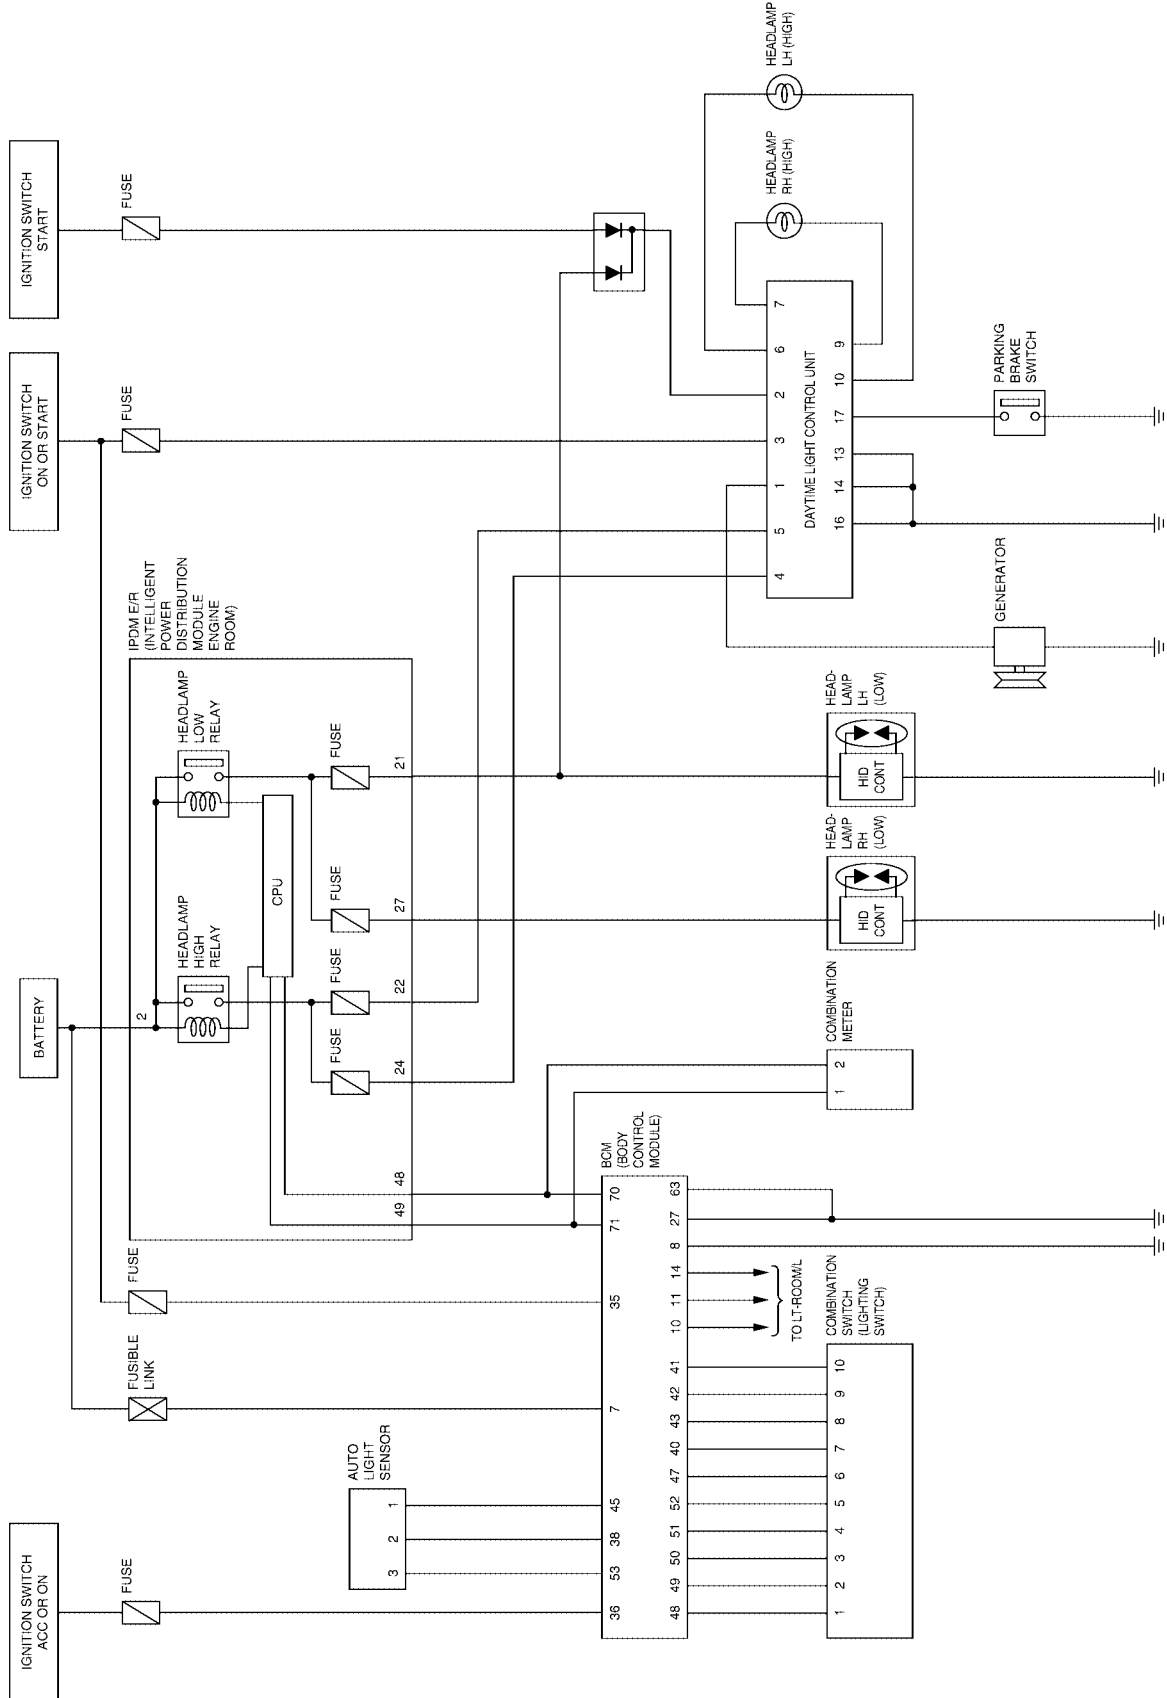 IGNITION SWITCH
ACC OR ON
FUSE
BATTERY
FUSIBLE
LINK
FUSE
IGNITION SWITCH
ON OR START
FUSE
IGNITION SWITCH
START
FUSE
2
HEADLAMP
HIGH
RELAY
HEADLAMP
LOW
RELAY
IPDM E/R
(INTELLIGENT
POWER
DISTRIBUTION
MODULE
ENGINE
ROOM)
CPU
FUSE
FUSE
FUSE
FUSE
49
48
24
22
27
21
AUTO
LIGHT
SENSOR
3
2
1
36
53
38
45
7
35
71
70
BCM
(BODY
CONTROL
MODULE)
48
49
50
51
52
47
40
43
42
41
10
11
14
8
27
63
TO LT-ROOM/L
1
2
3
4
5
6
7
8
9
10
COMBINATION
SWITCH
(LIGHTING
SWITCH)
1
2
COMBINATION
METER
HEAD-
LAMP
RH
(LOW)
HID
CONT
HEAD-
LAMP
LH
(LOW)
HID
CONT
GENERATOR
4
5
1
3
2
6
7
DAYTIME LIGHT CONTROL UNIT
16
14
13
17
10
9
HEADLAMP
RH (HIGH)
HEADLAMP
LH (HIGH)
PARKING
BRAKE
SWITCH